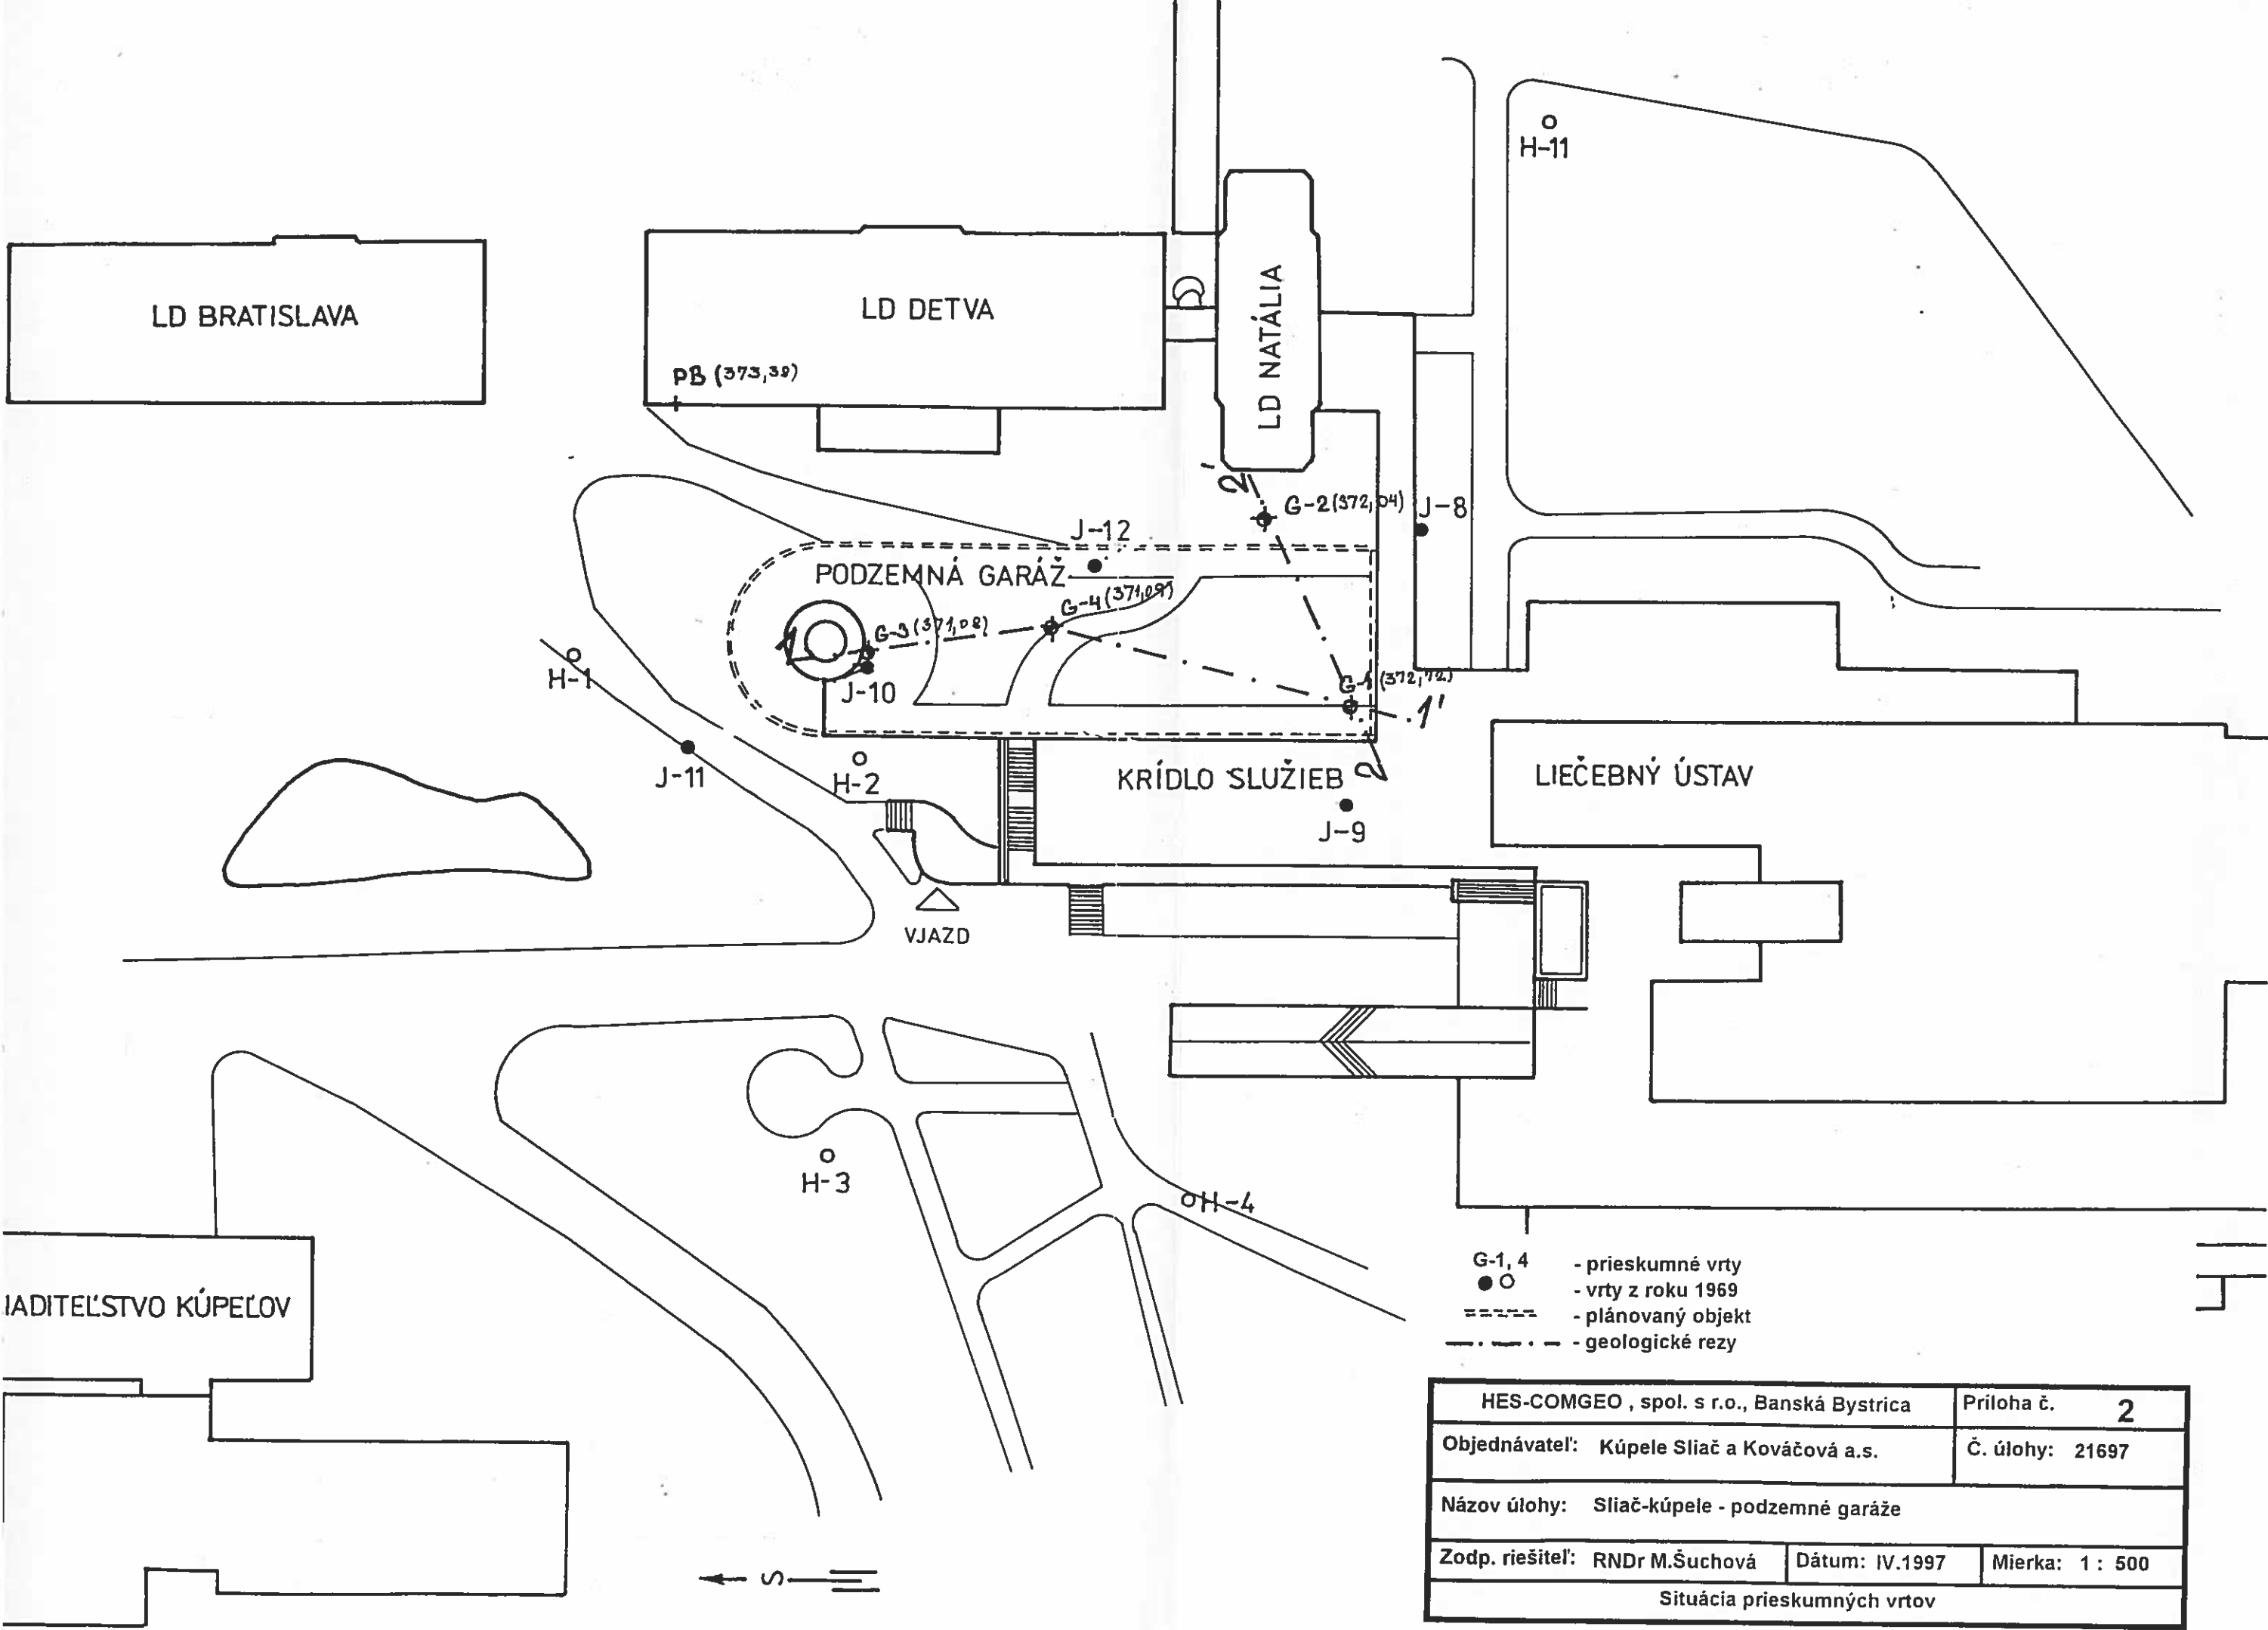 H-11
LD BRATISLAVA
LD DETVA
LD NATÁLIA
PB (373,39)
2'
G-2 (372,04)
J-8
J-12
PODZEMNÁ GARÁŽ
G-4 (371,09)
G-3 (371,08)
1
H-1
J-10
G-1 (372,72)
1'
J-11
H-2
KRÍDLO SLUŽIEB
2
LIEČEBNÝ ÚSTAV
J-9
VJAZD
H-3
H-4
IADITEĽSTVO KÚPEĽOV
G-1, 4 - prieskumné vrty
- vrty z roku 1969
- plánovaný objekt
- geologické rezy
HES-COMGEO , spol. s r.o., Banská Bystrica
Príloha č. 2
Objednávateľ: Kúpele Sliač a Kováčová a.s.
Č. úlohy: 21697
Názov úlohy: Sliač-kúpele - podzemné garáže
Zodp. riešiteľ: RNDr M.Šuchová
Dátum: IV.1997
Mierka: 1 : 500
Situácia prieskumných vrtov
S